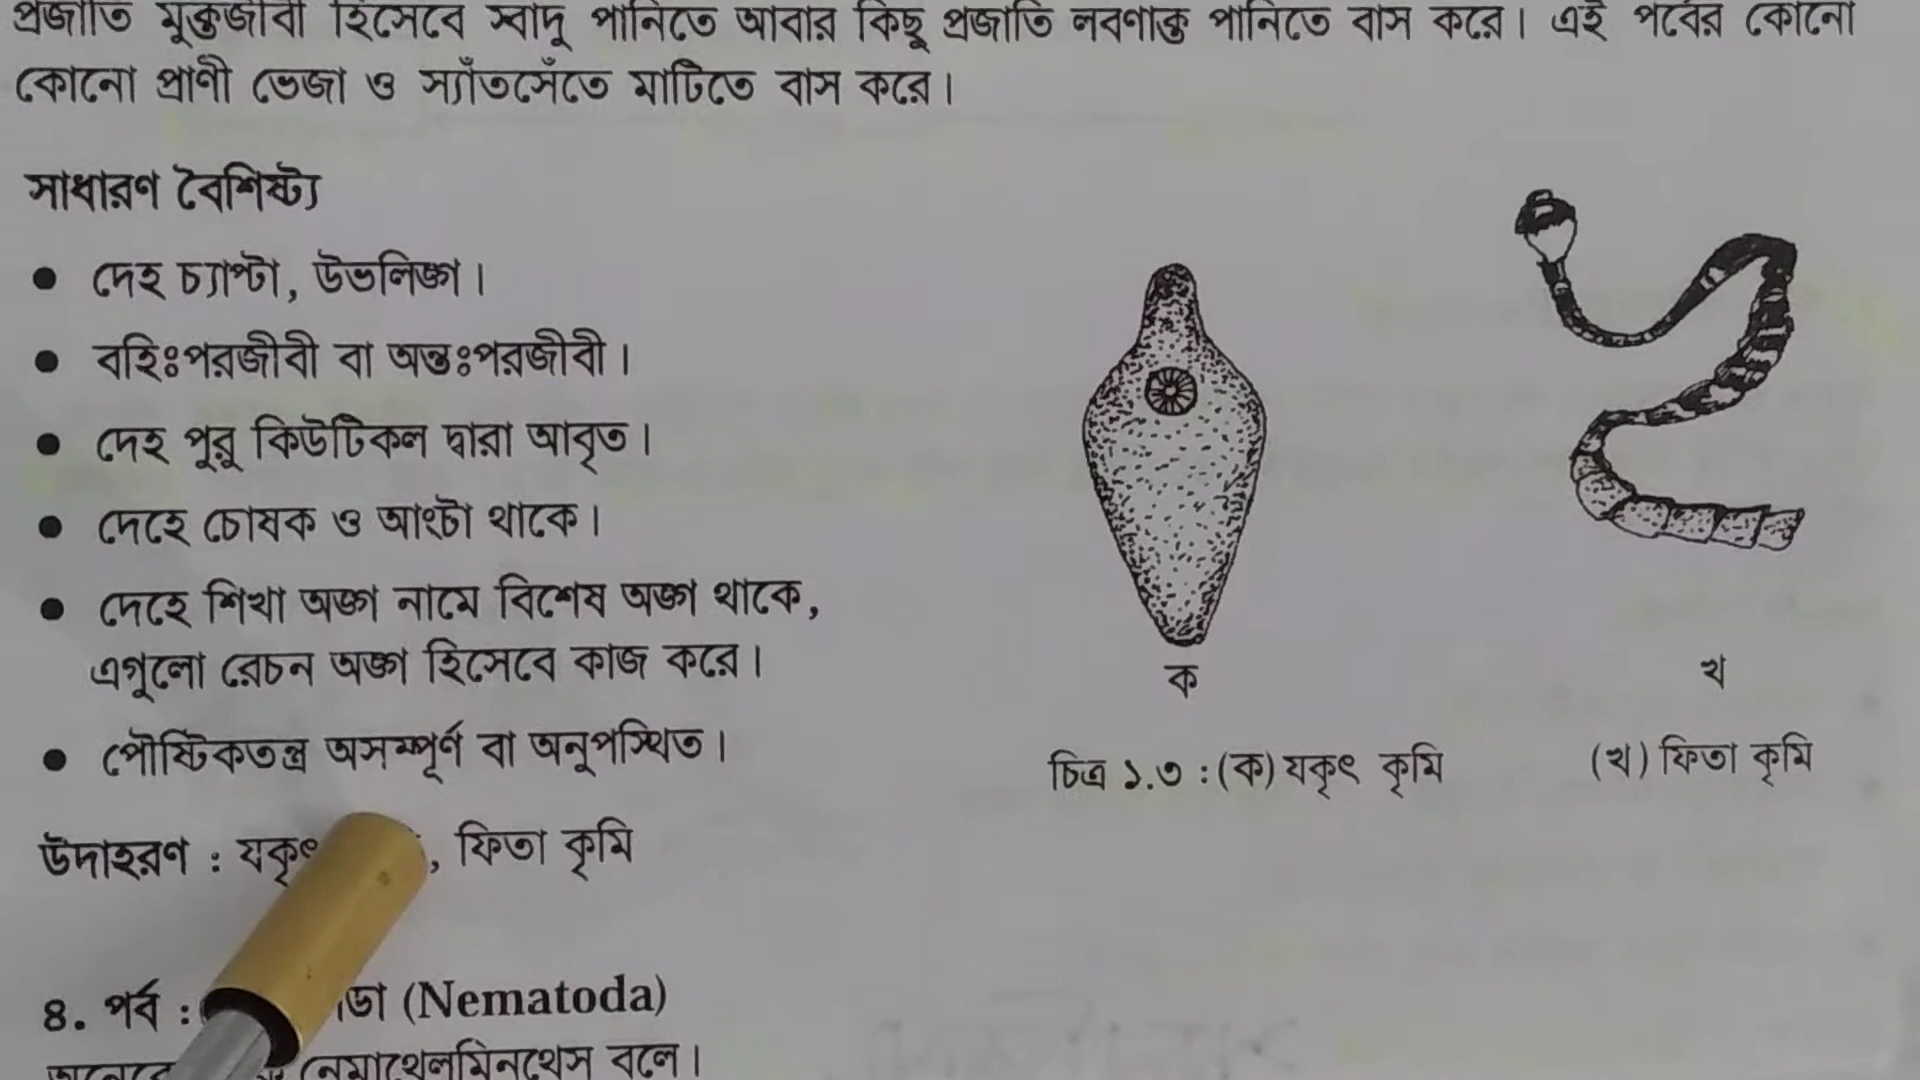 প্রজাতি মুক্তজীবী হিসেবে স্বাদু পানিতে আবার কিছু প্রজাতি লবণাক্ত পানিতে বাস করে। এই পর্বের কোনো
কোনো প্রাণী ভেজা ও স্যাঁতসেঁতে মাটিতে বাস করে।
সাধারণ বৈশিষ্ট্য
● দেহ চ্যাপ্টা, উভলিঙ্গ।
● বহিঃপরজীবী বা অন্তঃপরজীবী।
● দেহ পুরু কিউটিকল দ্বারা আবৃত।
● দেহে চোষক ও আংটা থাকে।
● দেহে শিখা অঙ্গ নামে বিশেষ অঙ্গ থাকে,
এগুলো রেচন অঙ্গ হিসেবে কাজ করে।
● পৌষ্টিকতন্ত্র অসম্পূর্ণ বা অনুপস্থিত।
উদাহরণ : যকৃৎ , ফিতা কৃমি
ক
খ
চিত্র ১.৩ : (ক) যকৃৎ কৃমি (খ) ফিতা কৃমি
৪. পর্ব : (Nematoda)
নেমাথেলমিনথেস বলে।